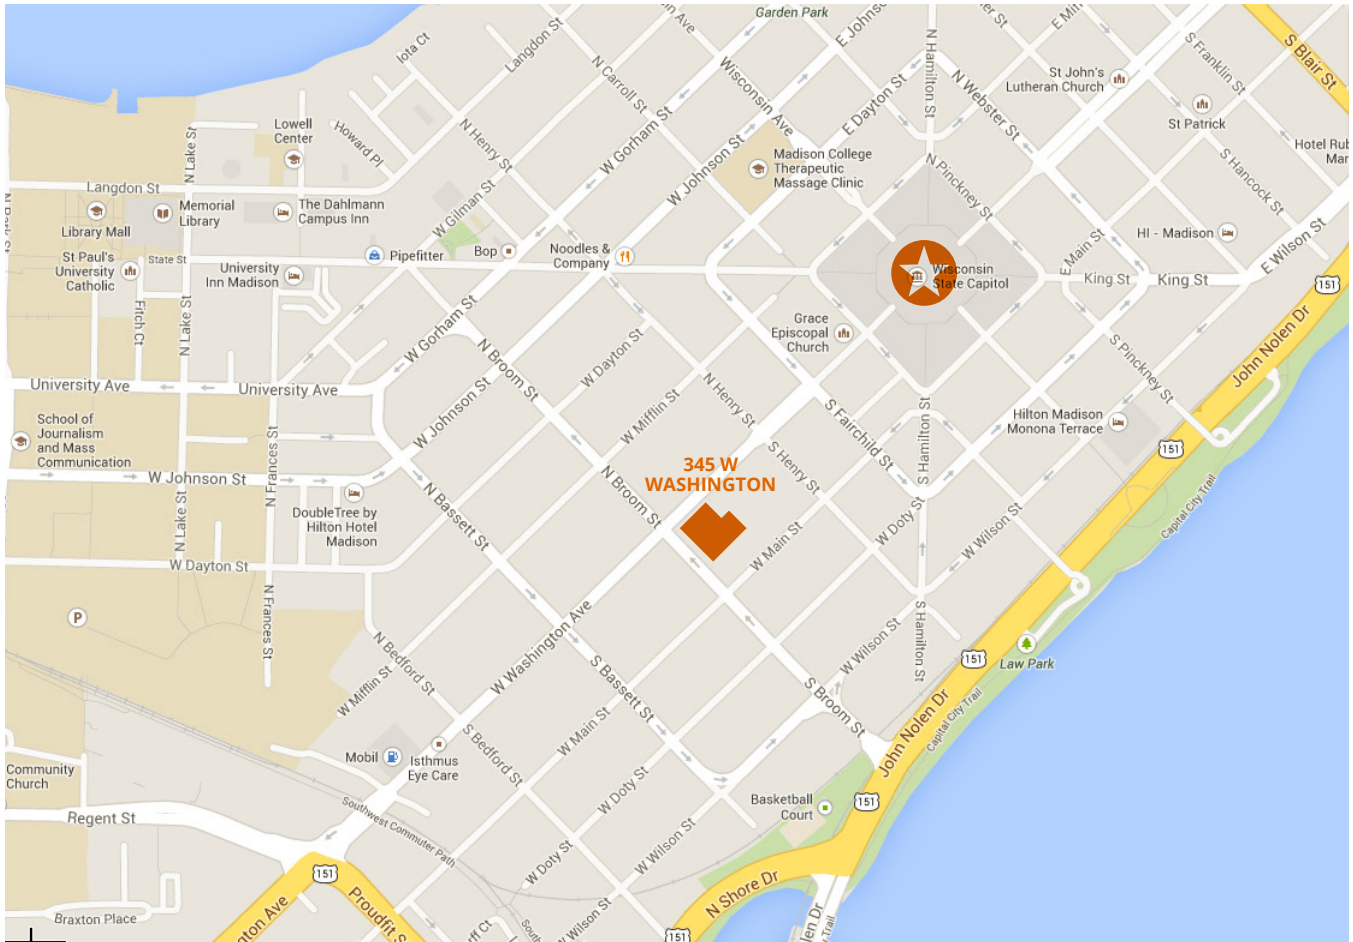 Garden Park
E Johnson
Iota Ct
Langdon St
N Carroll St
Wisconsin Ave
N Hamilton St
S Franklin St
S Blair St
St John's
Lutheran Church
St Patrick
Hotel
N Webster St
E Dayton St
Lowell
Center
Howard Pl
N Henry St
W Gorham St
W Johnson St
Madison College
Therapeutic
Massage Clinic
N Pinckney St
S Hancock St
N Lake St
Langdon St
Memorial
Library
The Dahlmann
Campus Inn
W Gilman St
Library Mall
St Paul's
University
Catholic
State St
University
Inn Madison
Pipefitter
Bop
Noodles &
Company
Wisconsin
State Capitol
E Main St
HI - Madison
E Wilson St
King St
King St
151
Fitch Ct
N Lake St
W Gorham St
N Broom St
W Dayton St
Grace
Episcopal
Church
S Pinckney St
John Nolen Dr
University Ave
University Ave
W Johnson St
N Henry St
W Mifflin St
S Fairchild St
S Hamilton St
Hilton Madison
Monona Terrace
151
School of
Journalism
and Mass
Communication
W Johnson St
N Frances St
N Lake St
DoubleTree by
Hilton Hotel
Madison
N Bassett St
N Broom St
345 W
WASHINGTON
S Henry St
W Main St
W Doty St
W Wilson St
Capital City Trail
W Dayton St
N Frances St
P
W Washington Ave
S Hamilton St
W Wilson St
151
Law Park
N Bedford St
W Mifflin St
S Bassett St
S Broom St
John Nolen Dr
Capital City Trail
Mobil
Isthmus
Eye Care
S Bedford St
W Main St
W Doty St
Community
Church
Regent St
Southwest Commuter Path
Basketball
Court
151
W Doty St
W Wilson St
151
Proudfit S
N Shore Dr
Braxton Place
W Wilson St
151